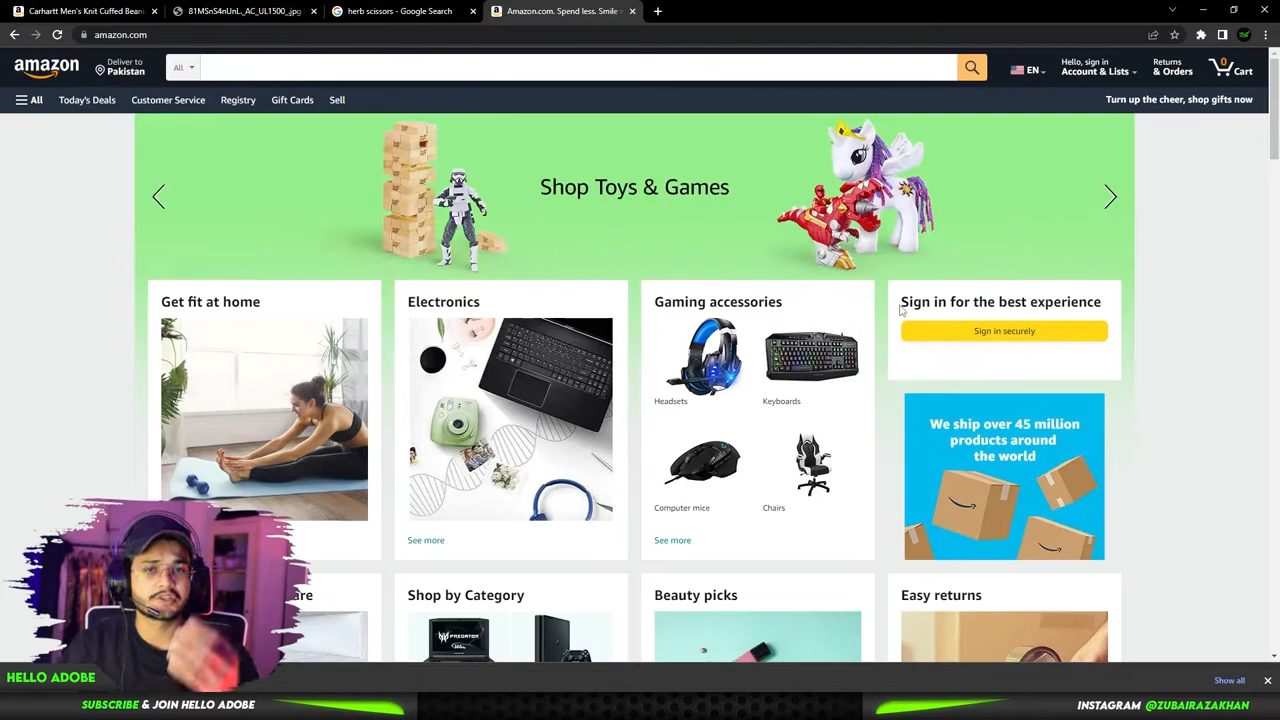 Carhartt Men's Knit Cuffed Beani
81MSnS4nUnL._AC_UL1500_.jpg
herb scissors - Google Search
Amazon.com. Spend less. Smile
amazon.com
amazon
Deliver to
Pakistan
All
EN
Hello, sign in
Account & Lists
Returns
& Orders
0
Cart
All
Today's Deals
Customer Service
Registry
Gift Cards
Sell
Turn up the cheer, shop gifts now
Shop Toys & Games
Get fit at home
Electronics
See more
Gaming accessories
Headsets
Keyboards
Computer mice
Chairs
See more
Sign in for the best experience
Sign in securely
We ship over 45 million
products around
the world
are
Shop by Category
PREDATOR
Beauty picks
Easy returns
HELLO ADOBE
Show all
SUBSCRIBE & JOIN HELLO ADOBE
INSTAGRAM @ZUBAIRAZAKHAN